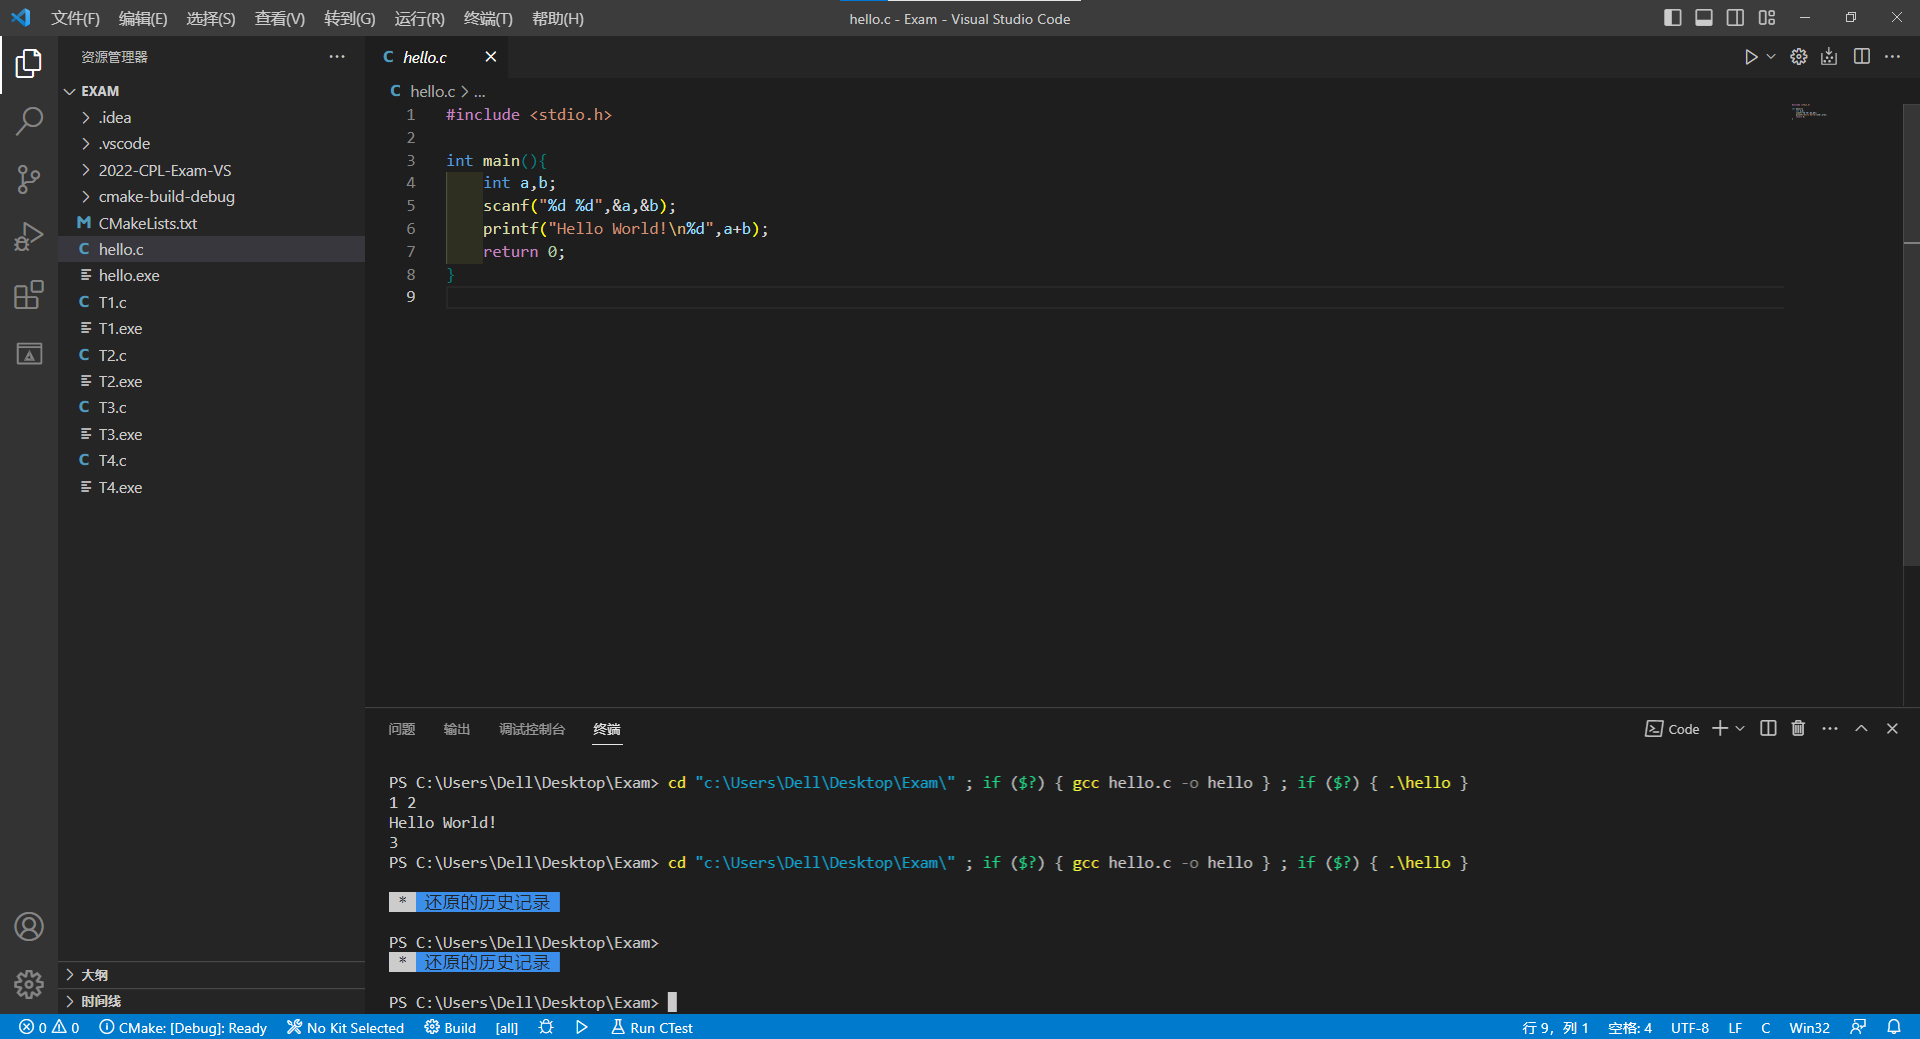 文件(F) 编辑(E) 选择(S) 查看(V) 转到(G) 运行(R) 终端(T) 帮助(H) hello.c - Exam - Visual Studio Code
资源管理器
EXAM
.idea
.vscode
2022-CPL-Exam-VS
cmake-build-debug
M CMakeLists.txt
C hello.c
hello.exe
C T1.c
T1.exe
C T2.c
T2.exe
C T3.c
T3.exe
C T4.c
T4.exe
大纲
时间线
C hello.c
C hello.c > ...
1 #include <stdio.h>
2
3 int main(){
4 int a,b;
5 scanf("%d %d",&a,&b);
6 printf("Hello World!\n%d",a+b);
7 return 0;
8 }
9
问题 输出 调试控制台 终端 Code
PS C:\Users\Dell\Desktop\Exam> cd "c:\Users\Dell\Desktop\Exam\" ; if ($?) { gcc hello.c -o hello } ; if ($?) { .\hello }
1 2
Hello World!
3
PS C:\Users\Dell\Desktop\Exam> cd "c:\Users\Dell\Desktop\Exam\" ; if ($?) { gcc hello.c -o hello } ; if ($?) { .\hello }
* 还原的历史记录
PS C:\Users\Dell\Desktop\Exam>
* 还原的历史记录
PS C:\Users\Dell\Desktop\Exam>
0 0 CMake: [Debug]: Ready No Kit Selected Build [all] Run CTest 行 9，列 1 空格: 4 UTF-8 LF C Win32